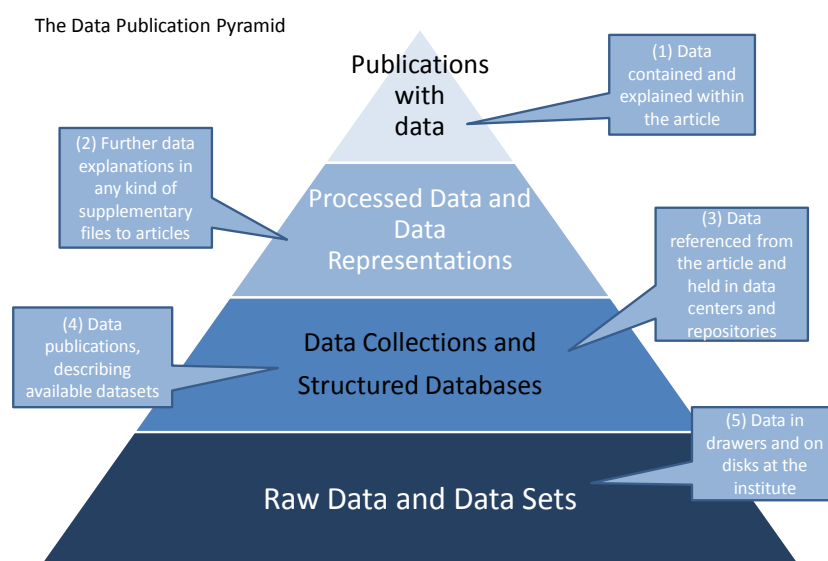 The Data Publication Pyramid
Publications
with
data
(1) Data
contained and
explained within
the article
(2) Further data
explanations in
any kind of
supplementary
files to articles
Processed Data and
Data
Representations
(3) Data
referenced from
the article and
held in data
centers and
repositories
(4) Data
publications,
describing
available datasets
Data Collections and
Structured Databases
(5) Data in
drawers and on
disks at the
institute
Raw Data and Data Sets